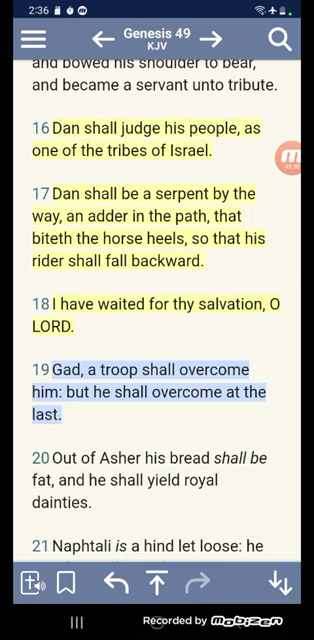 2:36
Genesis 49
KJV
and bowed his shoulder to bear,
and became a servant unto tribute.
16 Dan shall judge his people, as
one of the tribes of Israel.
17 Dan shall be a serpent by the
way, an adder in the path, that
biteth the horse heels, so that his
rider shall fall backward.
18 I have waited for thy salvation, O
LORD.
19 Gad, a troop shall overcome
him: but he shall overcome at the
last.
20 Out of Asher his bread shall be
fat, and he shall yield royal
dainties.
21 Naphtali is a hind let loose: he
Recorded by Mobizen